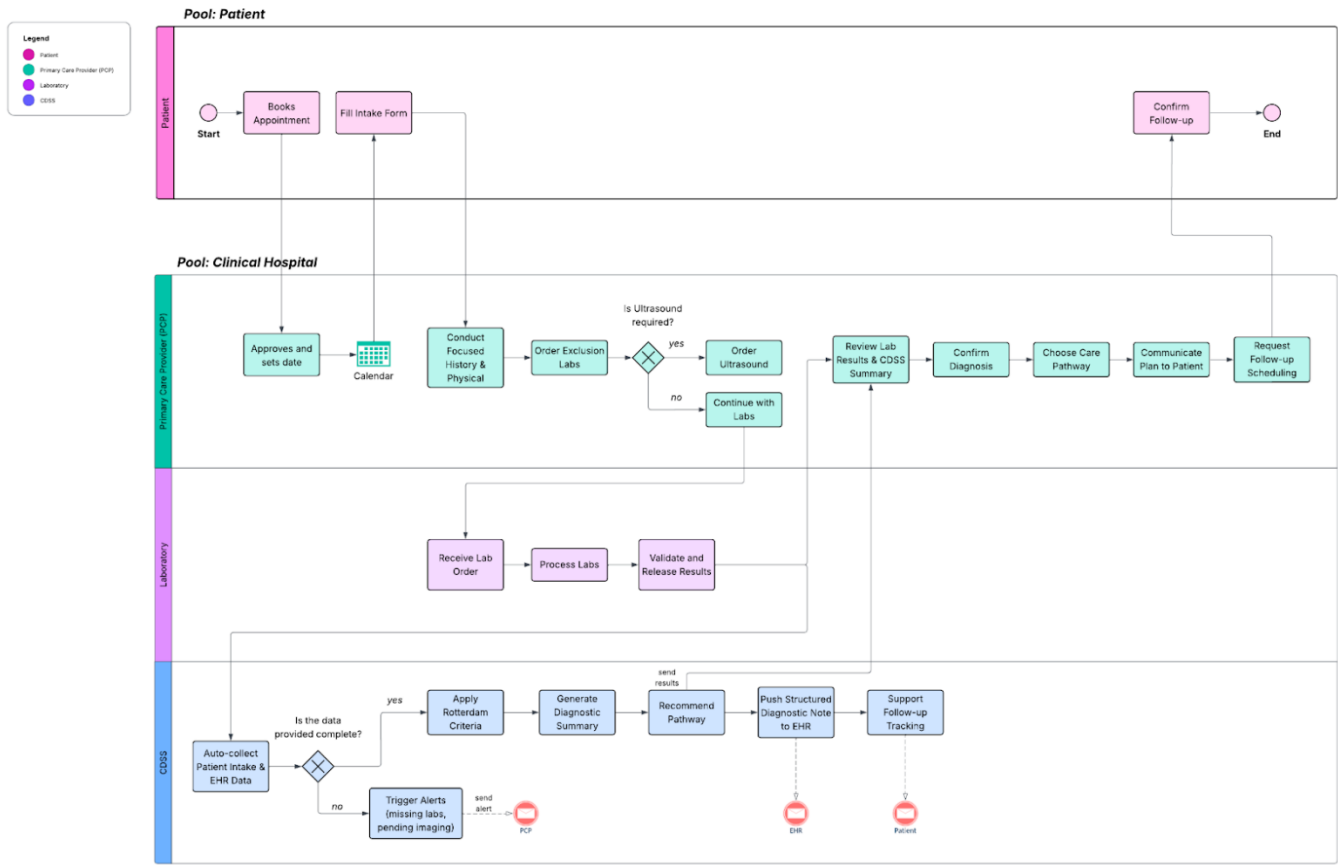 Pool: Patient
Legend
Patient
Primary Care Provider (PCP)
Laboratory
CDSS
Patient
Start
Books
Appointment
Fill Intake Form
Confirm
Follow-up
End
Pool: Clinical Hospital
Primary Care Provider (PCP)
Approves and
sets date
Calendar
Conduct
Focused
History &
Physical
Order Exclusion
Labs
Is Ultrasound
required?
yes
Order
Ultrasound
no
Continue with
Labs
Review Lab
Results & CDSS
Summary
Confirm
Diagnosis
Choose Care
Pathway
Communicate
Plan to Patient
Request
Follow-up
Scheduling
Laboratory
Receive Lab
Order
Process Labs
Validate and
Release Results
CDSS
Auto-collect
Patient Intake &
EHR Data
Is the data
provided complete?
yes
Apply
Rotterdam
Criteria
Generate
Diagnostic
Summary
send
results
Recommend
Pathway
Push Structured
Diagnostic Note
to EHR
Support
Follow-up
Tracking
no
Trigger Alerts
(missing labs,
pending imaging)
send
alert
PCP
EHR
Patient